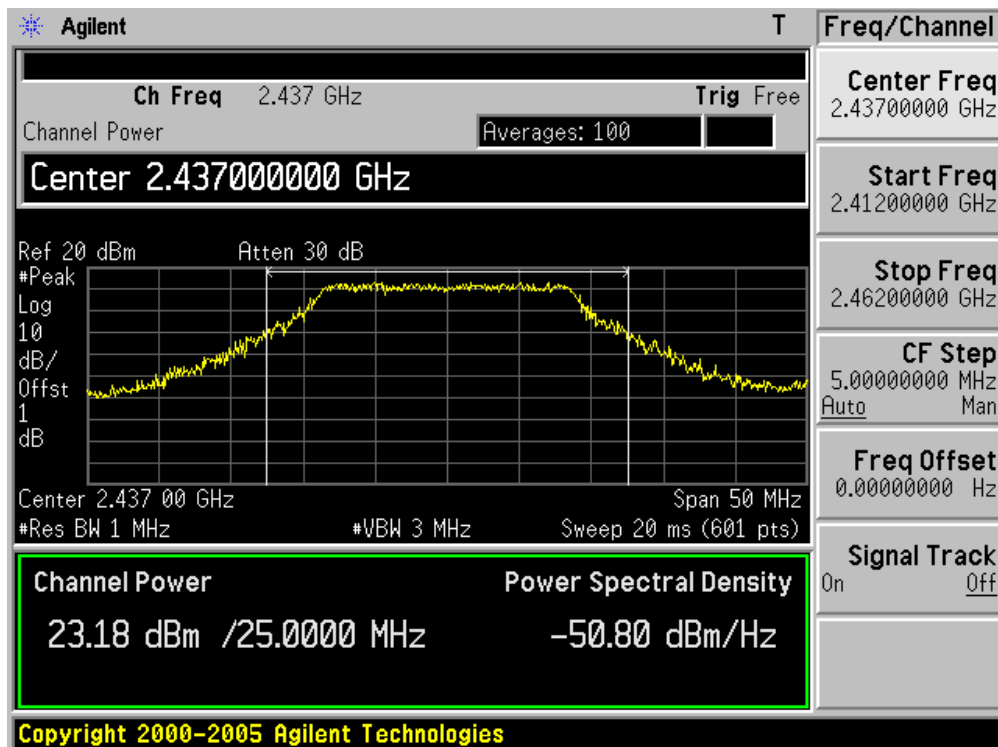 Agilent T
Freq/Channel
Ch Freq 2.437 GHz Trig Free
Channel Power Averages: 100
Center 2.437000000 GHz
Ref 20 dBm Atten 30 dB
#Peak
Log
10
dB/
Offst
1
dB
Center 2.437 00 GHz Span 50 MHz
#Res BW 1 MHz #VBW 3 MHz Sweep 20 ms (601 pts)
Channel Power Power Spectral Density
23.18 dBm /25.0000 MHz -50.80 dBm/Hz
Copyright 2000-2005 Agilent Technologies
Center Freq
2.43700000 GHz
Start Freq
2.41200000 GHz
Stop Freq
2.46200000 GHz
CF Step
5.00000000 MHz
Auto Man
Freq Offset
0.00000000 Hz
Signal Track
On Off